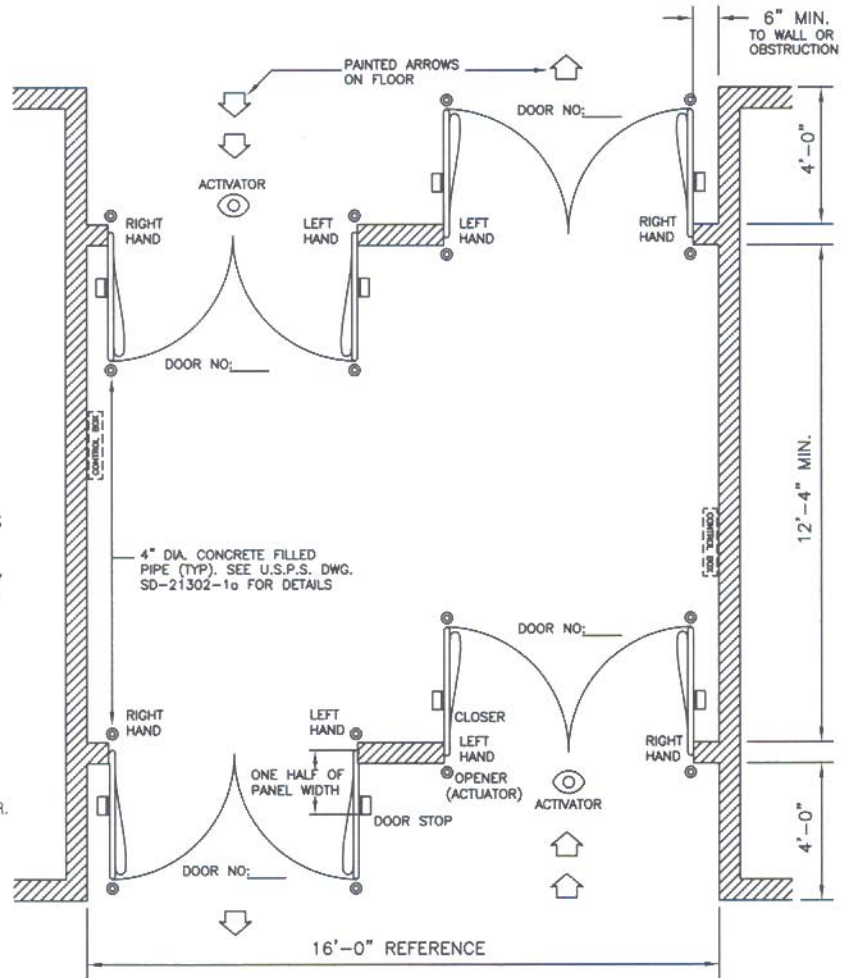 6" MIN.
TO WALL OR
OBSTRUCTION
PAINTED ARROWS
ON FLOOR
DOOR NO:
4'-0"
ACTIVATOR
RIGHT
HAND
LEFT
HAND
LEFT
HAND
RIGHT
HAND
DOOR NO:
CONTROL BOX
12'-4" MIN.
CONTROL BOX
4" DIA. CONCRETE FILLED
PIPE (TYP). SEE U.S.P.S. DWG.
SD-21302-1a FOR DETAILS
DOOR NO:
RIGHT
HAND
LEFT
HAND
CLOSER
LEFT
HAND
RIGHT
HAND
ONE HALF OF
PANEL WIDTH
OPENER
(ACTUATOR)
ACTIVATOR
DOOR STOP
4'-0"
DOOR NO:
16'-0" REFERENCE